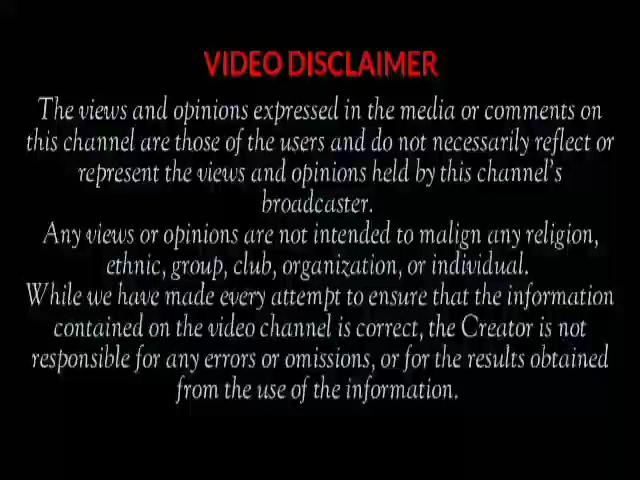 VIDEO DISCLAIMER
The views and opinions expressed in the media or comments on
this channel are those of the users and do not necessarily reflect or
represent the views and opinions held by this channel's
broadcaster.
Any views or opinions are not intended to malign any religion,
ethnic, group, club, organization, or individual.
While we have made every attempt to ensure that the information
contained on the video channel is correct, the Creator is not
responsible for any errors or omissions, or for the results obtained
from the use of the information.